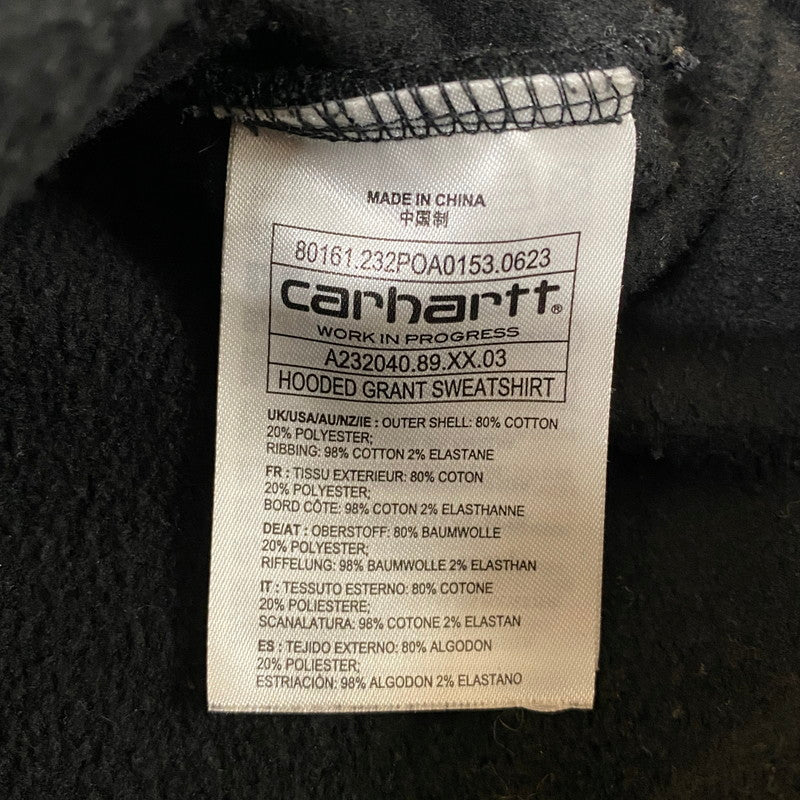 MADE IN CHINA
中国制
80161.232POA0153.0623
carhartt®
WORK IN PROGRESS
A232040.89.XX.03
HOODED GRANT SWEATSHIRT
UK/USA/AU/NZ/IE : OUTER SHELL: 80% COTTON
20% POLYESTER;
RIBBING: 98% COTTON 2% ELASTANE
FR : TISSU EXTERIEUR: 80% COTON
20% POLYESTER;
BORD CÔTE: 98% COTON 2% ELASTHANNE
DE/AT : OBERSTOFF: 80% BAUMWOLLE
20% POLYESTER;
RIFFELUNG: 98% BAUMWOLLE 2% ELASTHAN
IT : TESSUTO ESTERNO: 80% COTONE
20% POLIESTERE;
SCANALATURA: 98% COTONE 2% ELASTAN
ES : TEJIDO EXTERNO: 80% ALGODON
20% POLIÉSTER;
ESTRIACIÓN: 98% ALGODON 2% ELASTANO